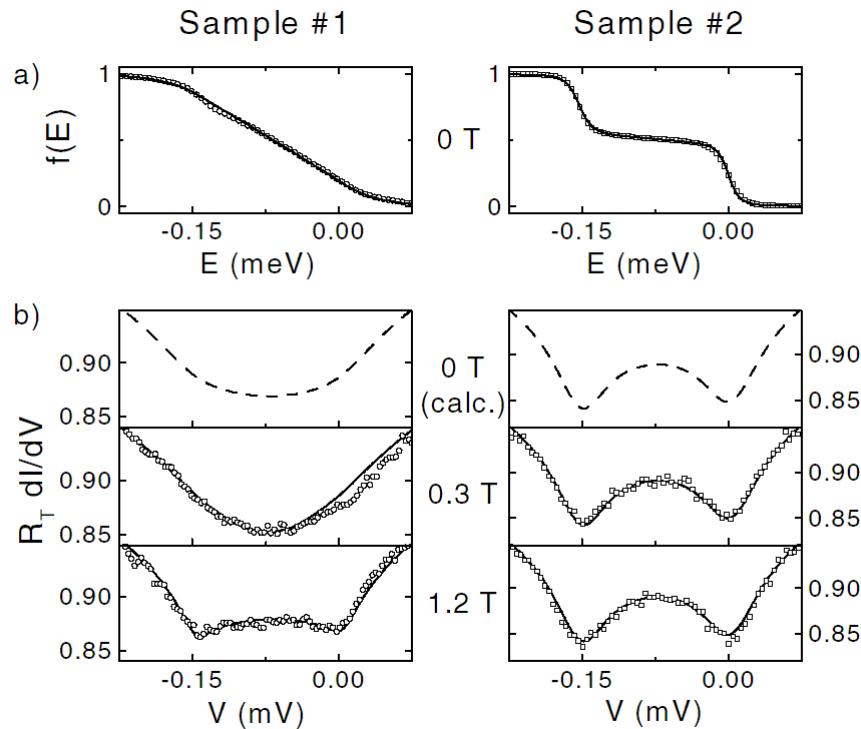 Sample #1 Sample #2
a) 1 1
f(E) 0 T
0 0
-0.15 0.00 -0.15 0.00
E (meV) E (meV)
b)
0.90 0 T 0.90
0.85 (calc.) 0.85
R_T dI/dV
0.90 0.3 T 0.90
0.85 0.85
0.90 1.2 T 0.90
0.85 0.85
-0.15 0.00 -0.15 0.00
V (mV) V (mV)